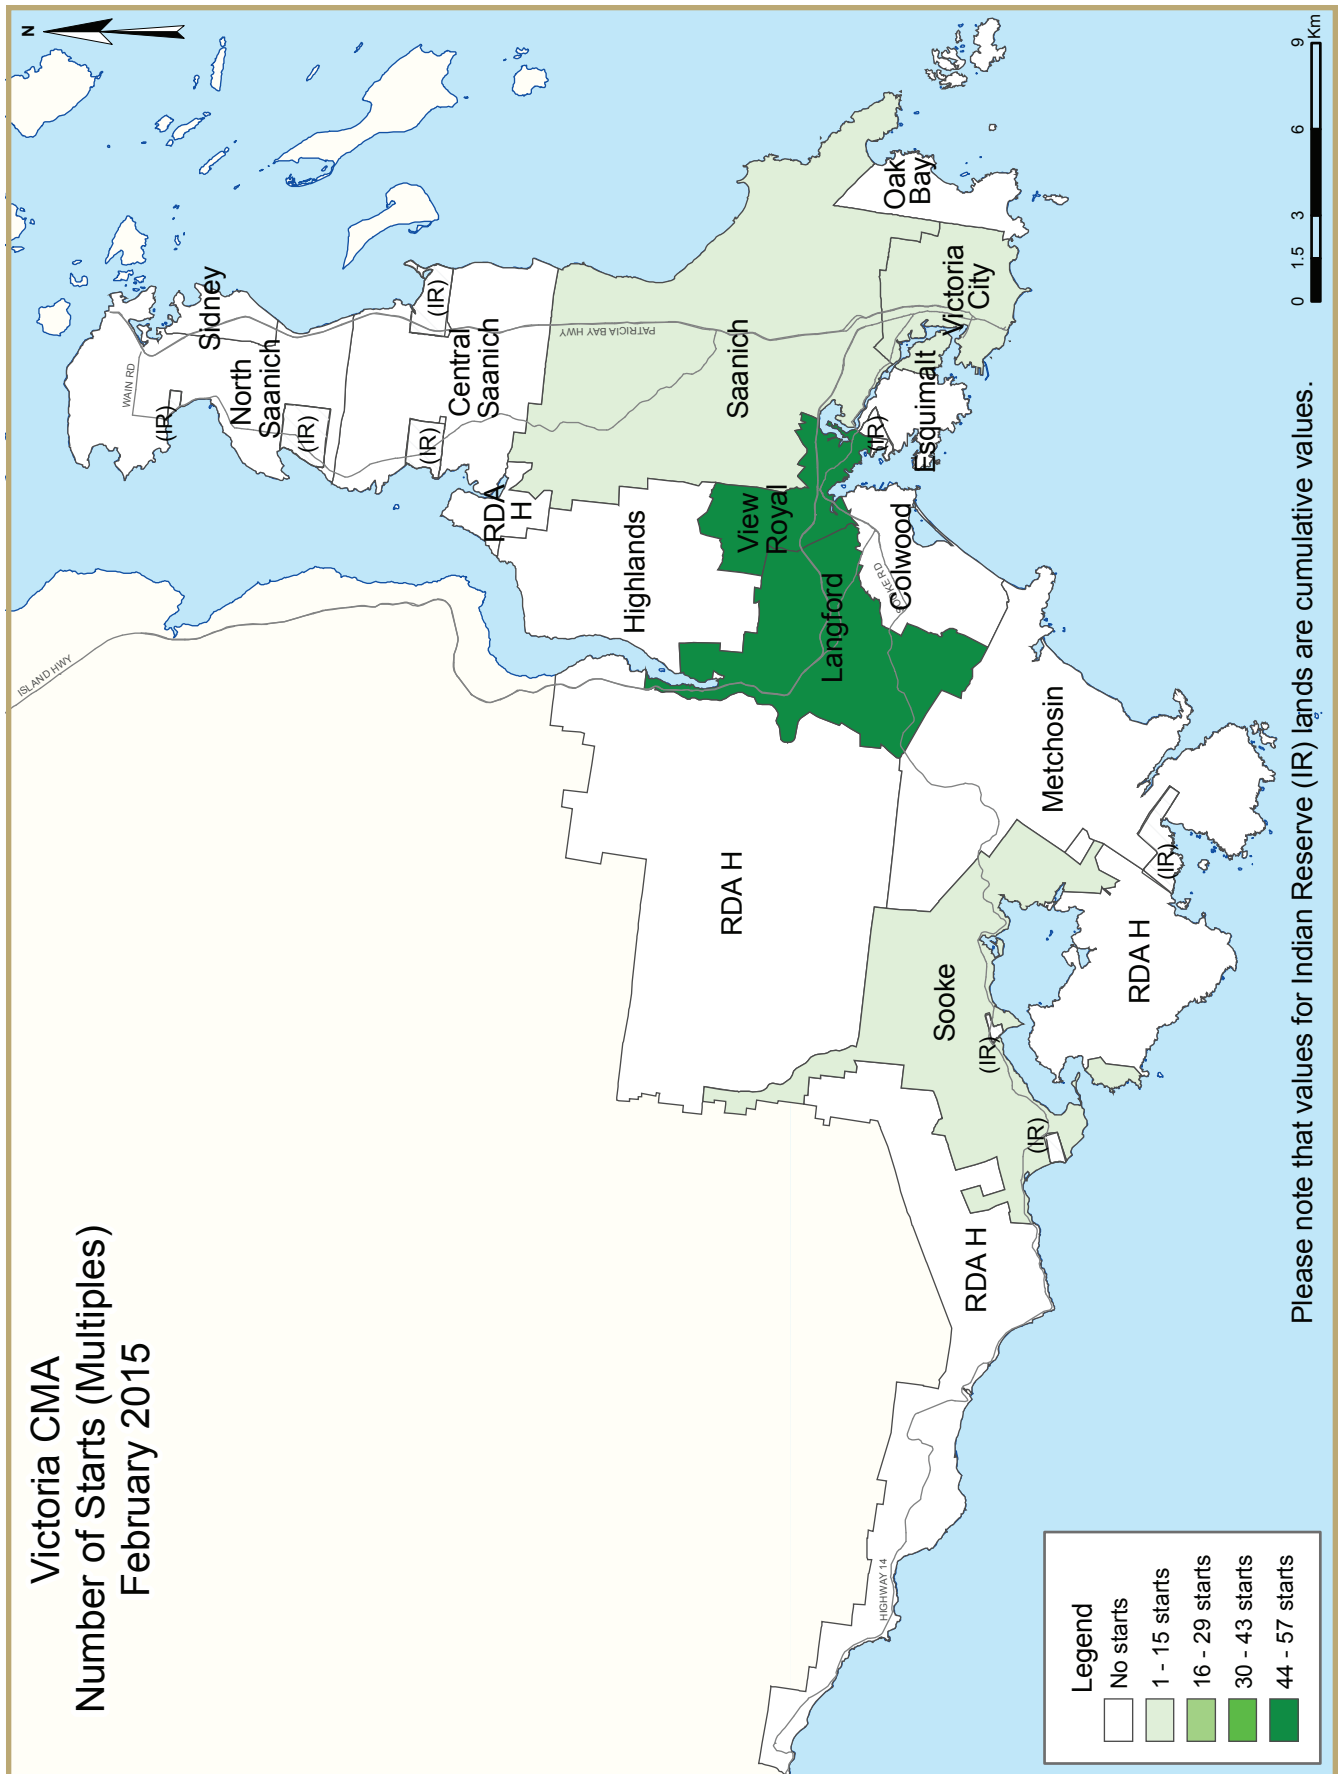 Victoria CMA
Number of Starts (Multiples)
February 2015
N
ISLAND HWY
WAIN RD
Sidney
(IR)
North
Saanich
(IR)
(IR)
(IR)
Central
Saanich
RDA
H
PATRICIA BAY HWY
Saanich
Highlands
View
Royal
Langford
Oak
Bay
Victoria
City
Esquimalt
(IR)
Colwood
RDA H
Metchosin
(IR)
Sooke
(IR)
(IR)
RDA H
RDA H
HIGHWAY 14
Legend
No starts
1 - 15 starts
16 - 29 starts
30 - 43 starts
44 - 57 starts
0 1.5 3 6 9
Km
Please note that values for Indian Reserve (IR) lands are cumulative values.